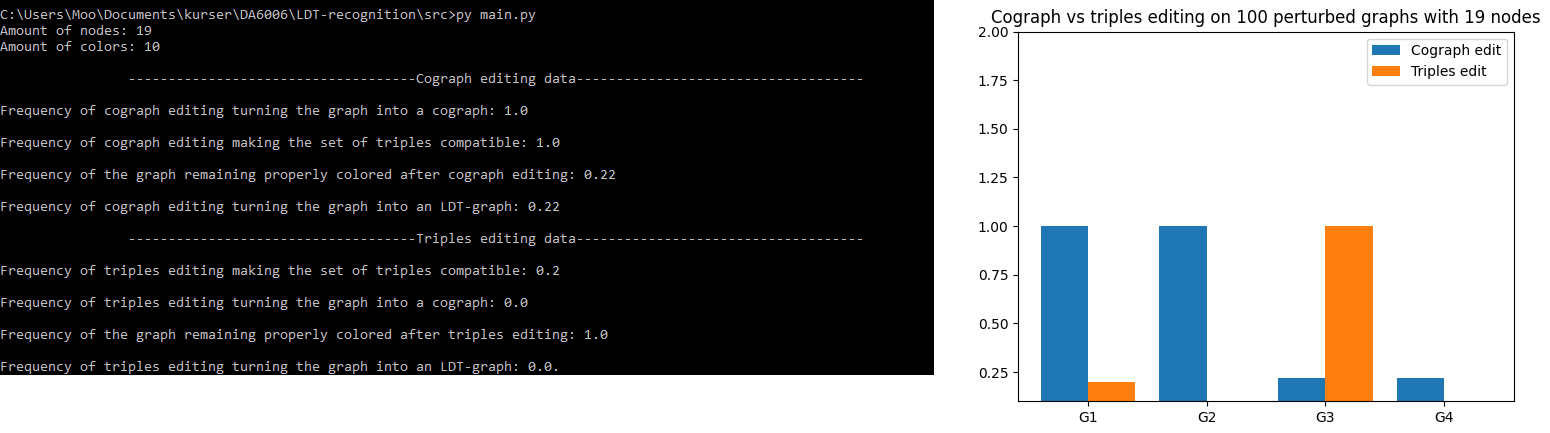 C:\Users\Moo\Documents\kurser\DA6006\LDT-recognition\src>py main.py
Amount of nodes: 19
Amount of colors: 10
------------------------------------Cograph editing data------------------------------------
Frequency of cograph editing turning the graph into a cograph: 1.0
Frequency of cograph editing making the set of triples compatible: 1.0
Frequency of the graph remaining properly colored after cograph editing: 0.22
Frequency of cograph editing turning the graph into an LDT-graph: 0.22
------------------------------------Triples editing data------------------------------------
Frequency of triples editing making the set of triples compatible: 0.2
Frequency of triples editing turning the graph into a cograph: 0.0
Frequency of the graph remaining properly colored after triples editing: 1.0
Frequency of triples editing turning the graph into an LDT-graph: 0.0.
Cograph vs triples editing on 100 perturbed graphs with 19 nodes
2.00
1.75
1.50
1.25
1.00
0.75
0.50
0.25
Cograph edit
Triples edit
G1 G2 G3 G4